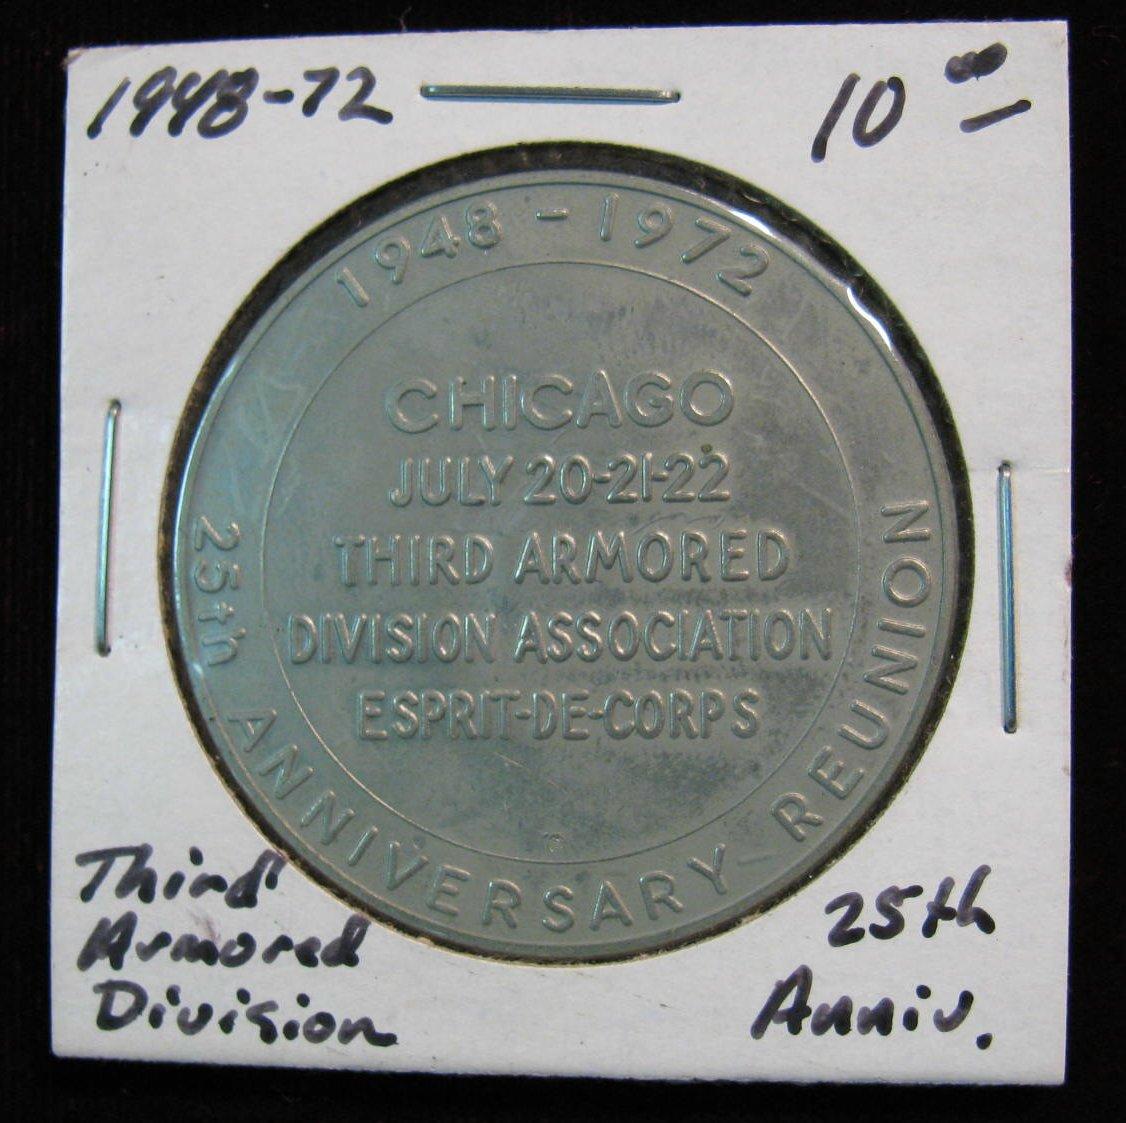 1948-72
10 00
1948 - 1972
CHICAGO
JULY 20-21-22
THIRD ARMORED
DIVISION ASSOCIATION
ESPRIT-DE-CORPS
25th ANNIVERSARY REUNION
Third
Armored
Division
25th
Anniv.